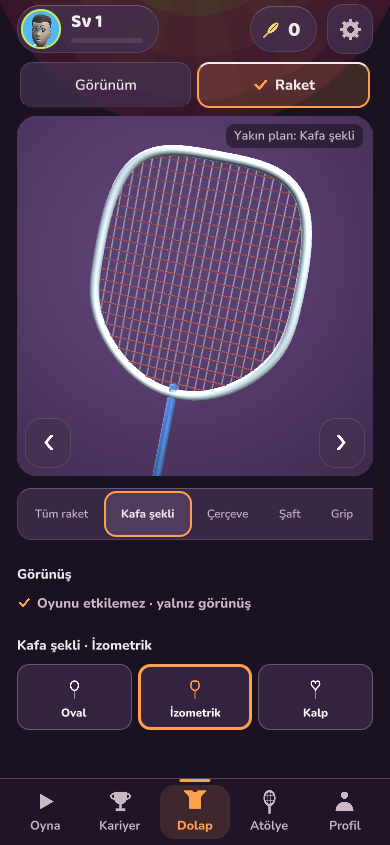 Sv 1
0
Görünüm
Raket
Yakın plan: Kafa şekli
Tüm raket
Kafa şekli
Çerçeve
Şaft
Grip
Görünüş
Oyunu etkilemez · yalnız görünüş
Kafa şekli · İzometrik
Oval
İzometrik
Kalp
Oyna
Kariyer
Dolap
Atölye
Profil